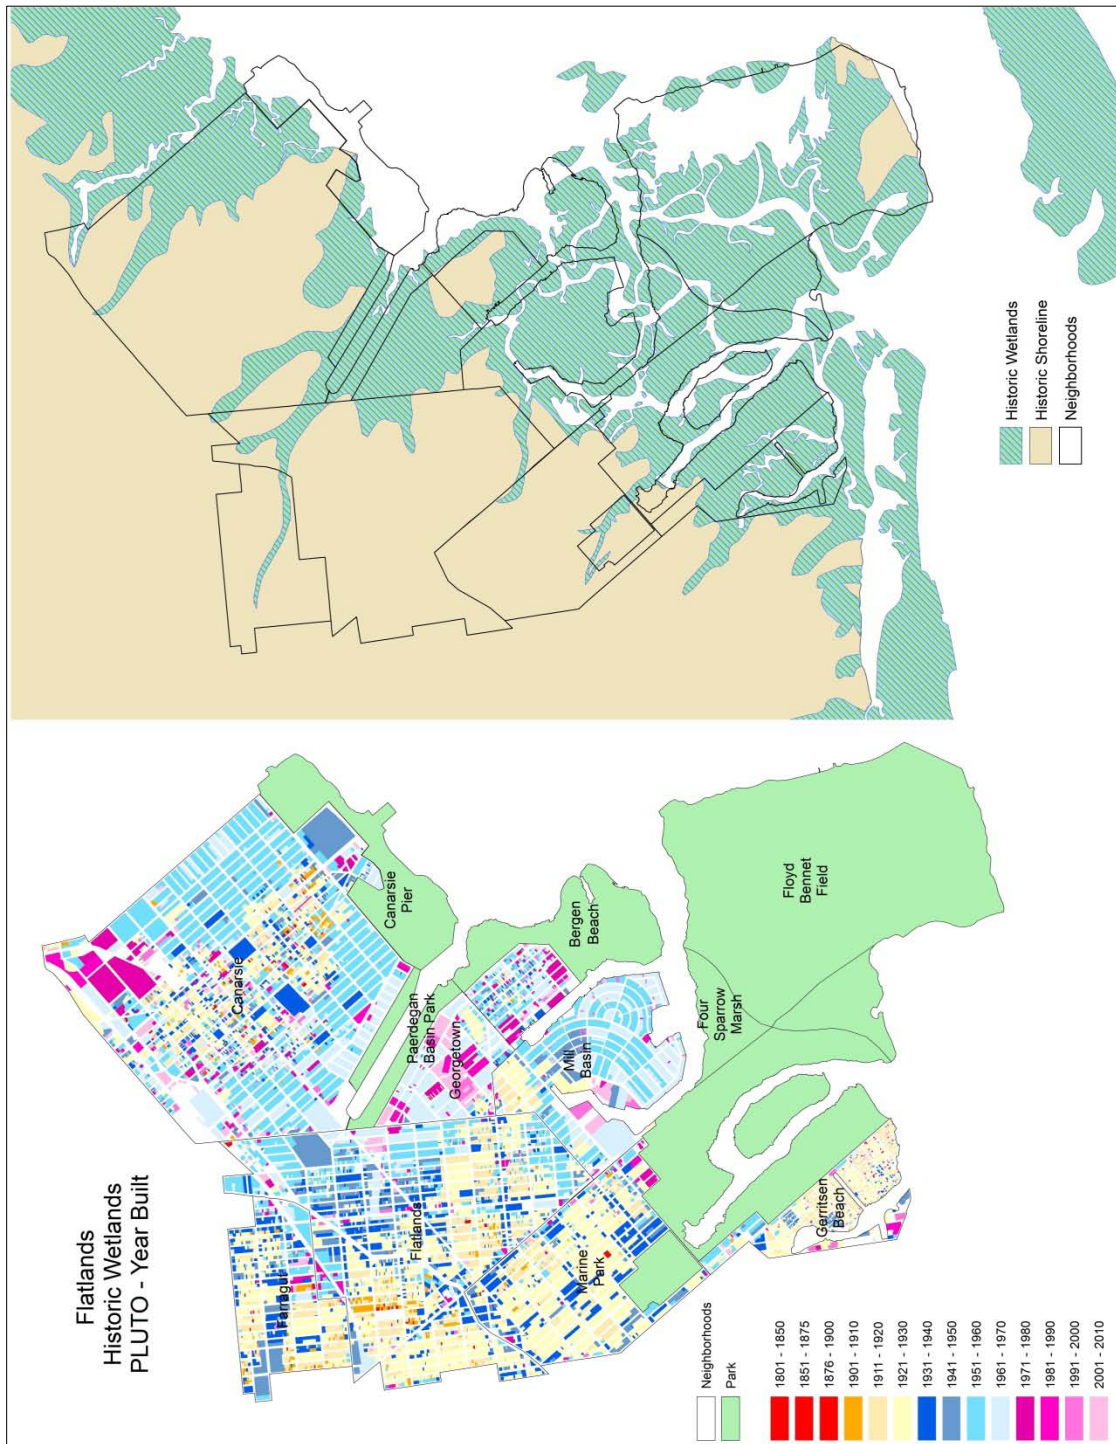 Flatlands
Historic Wetlands
PLUTO - Year Built
Farragut
Flatlands
Marine
Park
Canarsie
Canarsie
Pier
Paerdegan
Basin Park
Georgetown
Bergen
Beach
Mill
Basin
Four
Sparrow
Marsh
Floyd
Bennet
Field
Gerritsen
Beach
Neighborhoods
Park
1801 - 1850
1851 - 1875
1876 - 1900
1901 - 1910
1911 - 1920
1921 - 1930
1931 - 1940
1941 - 1950
1951 - 1960
1961 - 1970
1971 - 1980
1981 - 1990
1991 - 2000
2001 - 2010
Historic Wetlands
Historic Shoreline
Neighborhoods